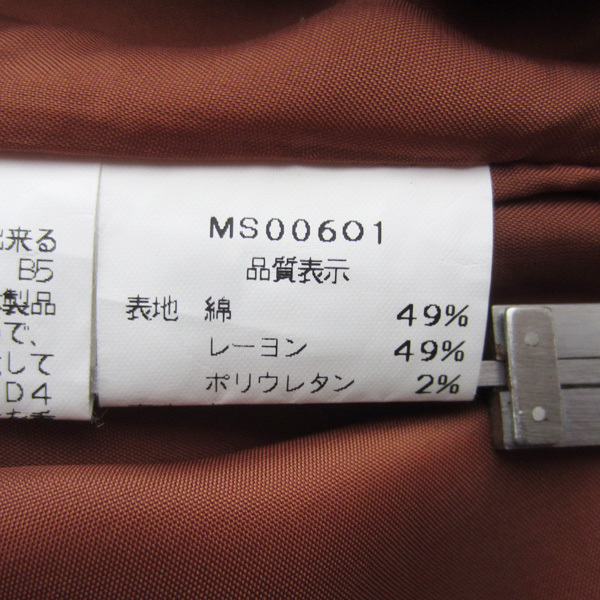 来る
B5
製品
で、
して
D4
MS00601
品質表示
表地 綿 49%
レーヨン 49%
ポリウレタン 2%